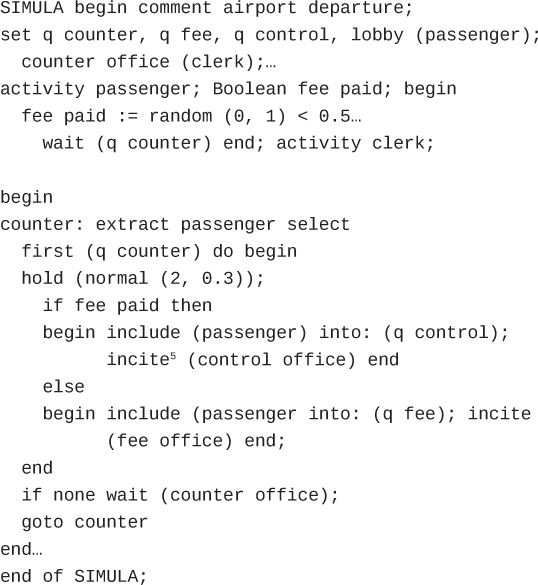 SIMULA begin comment airport departure;
set q counter, q fee, q control, lobby (passenger);
counter office (clerk);…
activity passenger; Boolean fee paid; begin
fee paid := random (0, 1) < 0.5…
wait (q counter) end; activity clerk;
begin
counter: extract passenger select
first (q counter) do begin
hold (normal (2, 0.3));
if fee paid then
begin include (passenger) into: (q control);
incite⁵ (control office) end
else
begin include (passenger into: (q fee); incite
(fee office) end;
end
if none wait (counter office);
goto counter
end…
end of SIMULA;